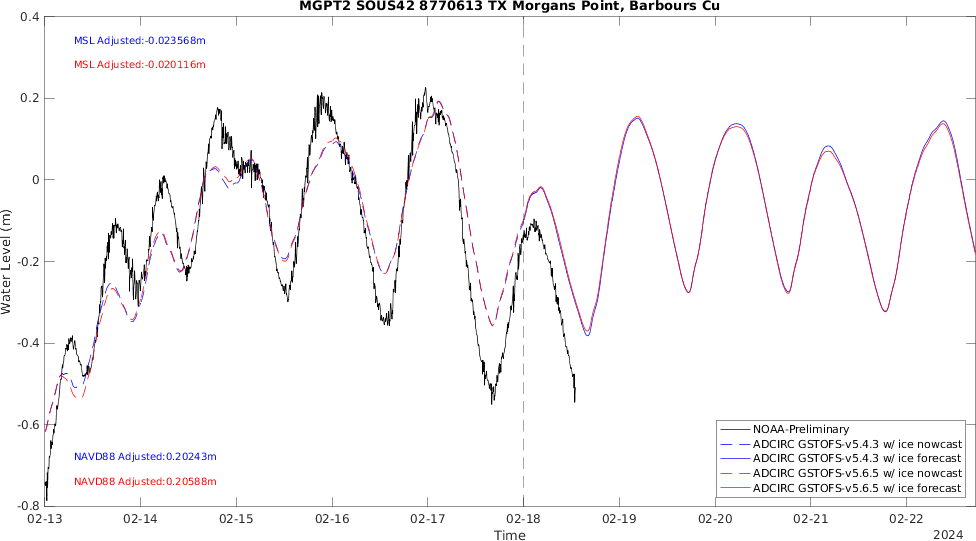 MGPT2 SOUS42 8770613 TX Morgans Point, Barbours Cu
MSL Adjusted:-0.023568m
MSL Adjusted:-0.020116m
NAVD88 Adjusted:0.20243m
NAVD88 Adjusted:0.20588m
Water Level (m)
0.4
0.2
0
-0.2
-0.4
-0.6
-0.8
NOAA-Preliminary
ADCIRC GSTOFS-v5.4.3 w/ ice nowcast
ADCIRC GSTOFS-v5.4.3 w/ ice forecast
ADCIRC GSTOFS-v5.6.5 w/ ice nowcast
ADCIRC GSTOFS-v5.6.5 w/ ice forecast
02-13 02-14 02-15 02-16 02-17 02-18 02-19 02-20 02-21 02-22
Time
2024